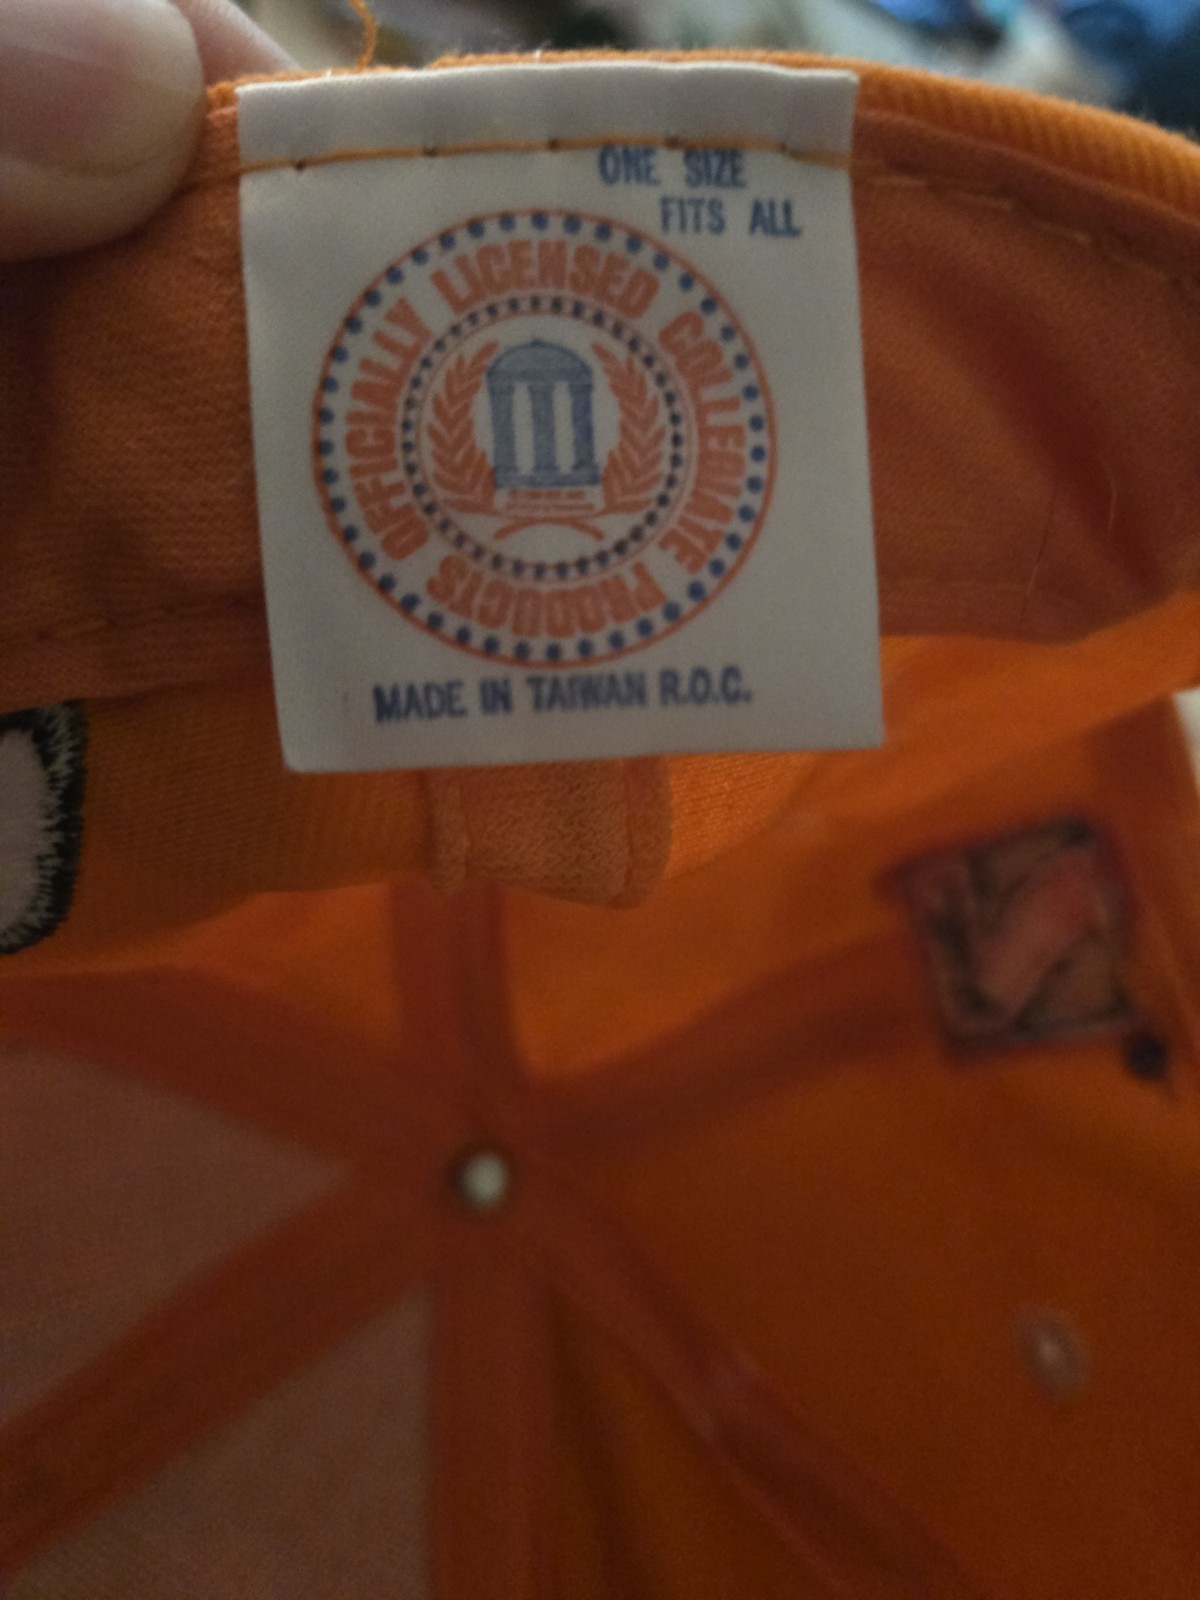 ONE SIZE
FITS ALL
OFFICIALLY LICENSED COLLEGIATE PRODUCTS
MADE IN TAIWAN R.O.C.